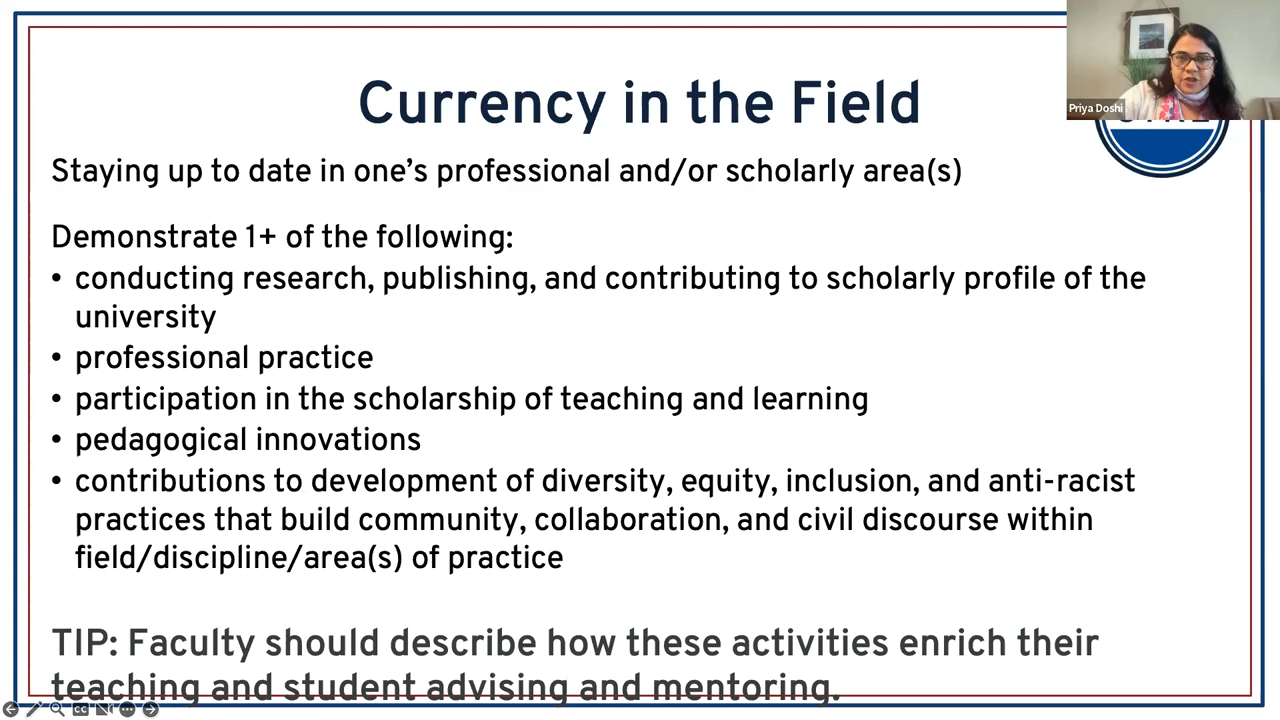 Currency in the Field
Priya Doshi
Staying up to date in one's professional and/or scholarly area(s)
Demonstrate 1+ of the following:
• conducting research, publishing, and contributing to scholarly profile of the
university
• professional practice
• participation in the scholarship of teaching and learning
• pedagogical innovations
• contributions to development of diversity, equity, inclusion, and anti-racist
practices that build community, collaboration, and civil discourse within
field/discipline/area(s) of practice
TIP: Faculty should describe how these activities enrich their
teaching and student advising and mentoring.
CC